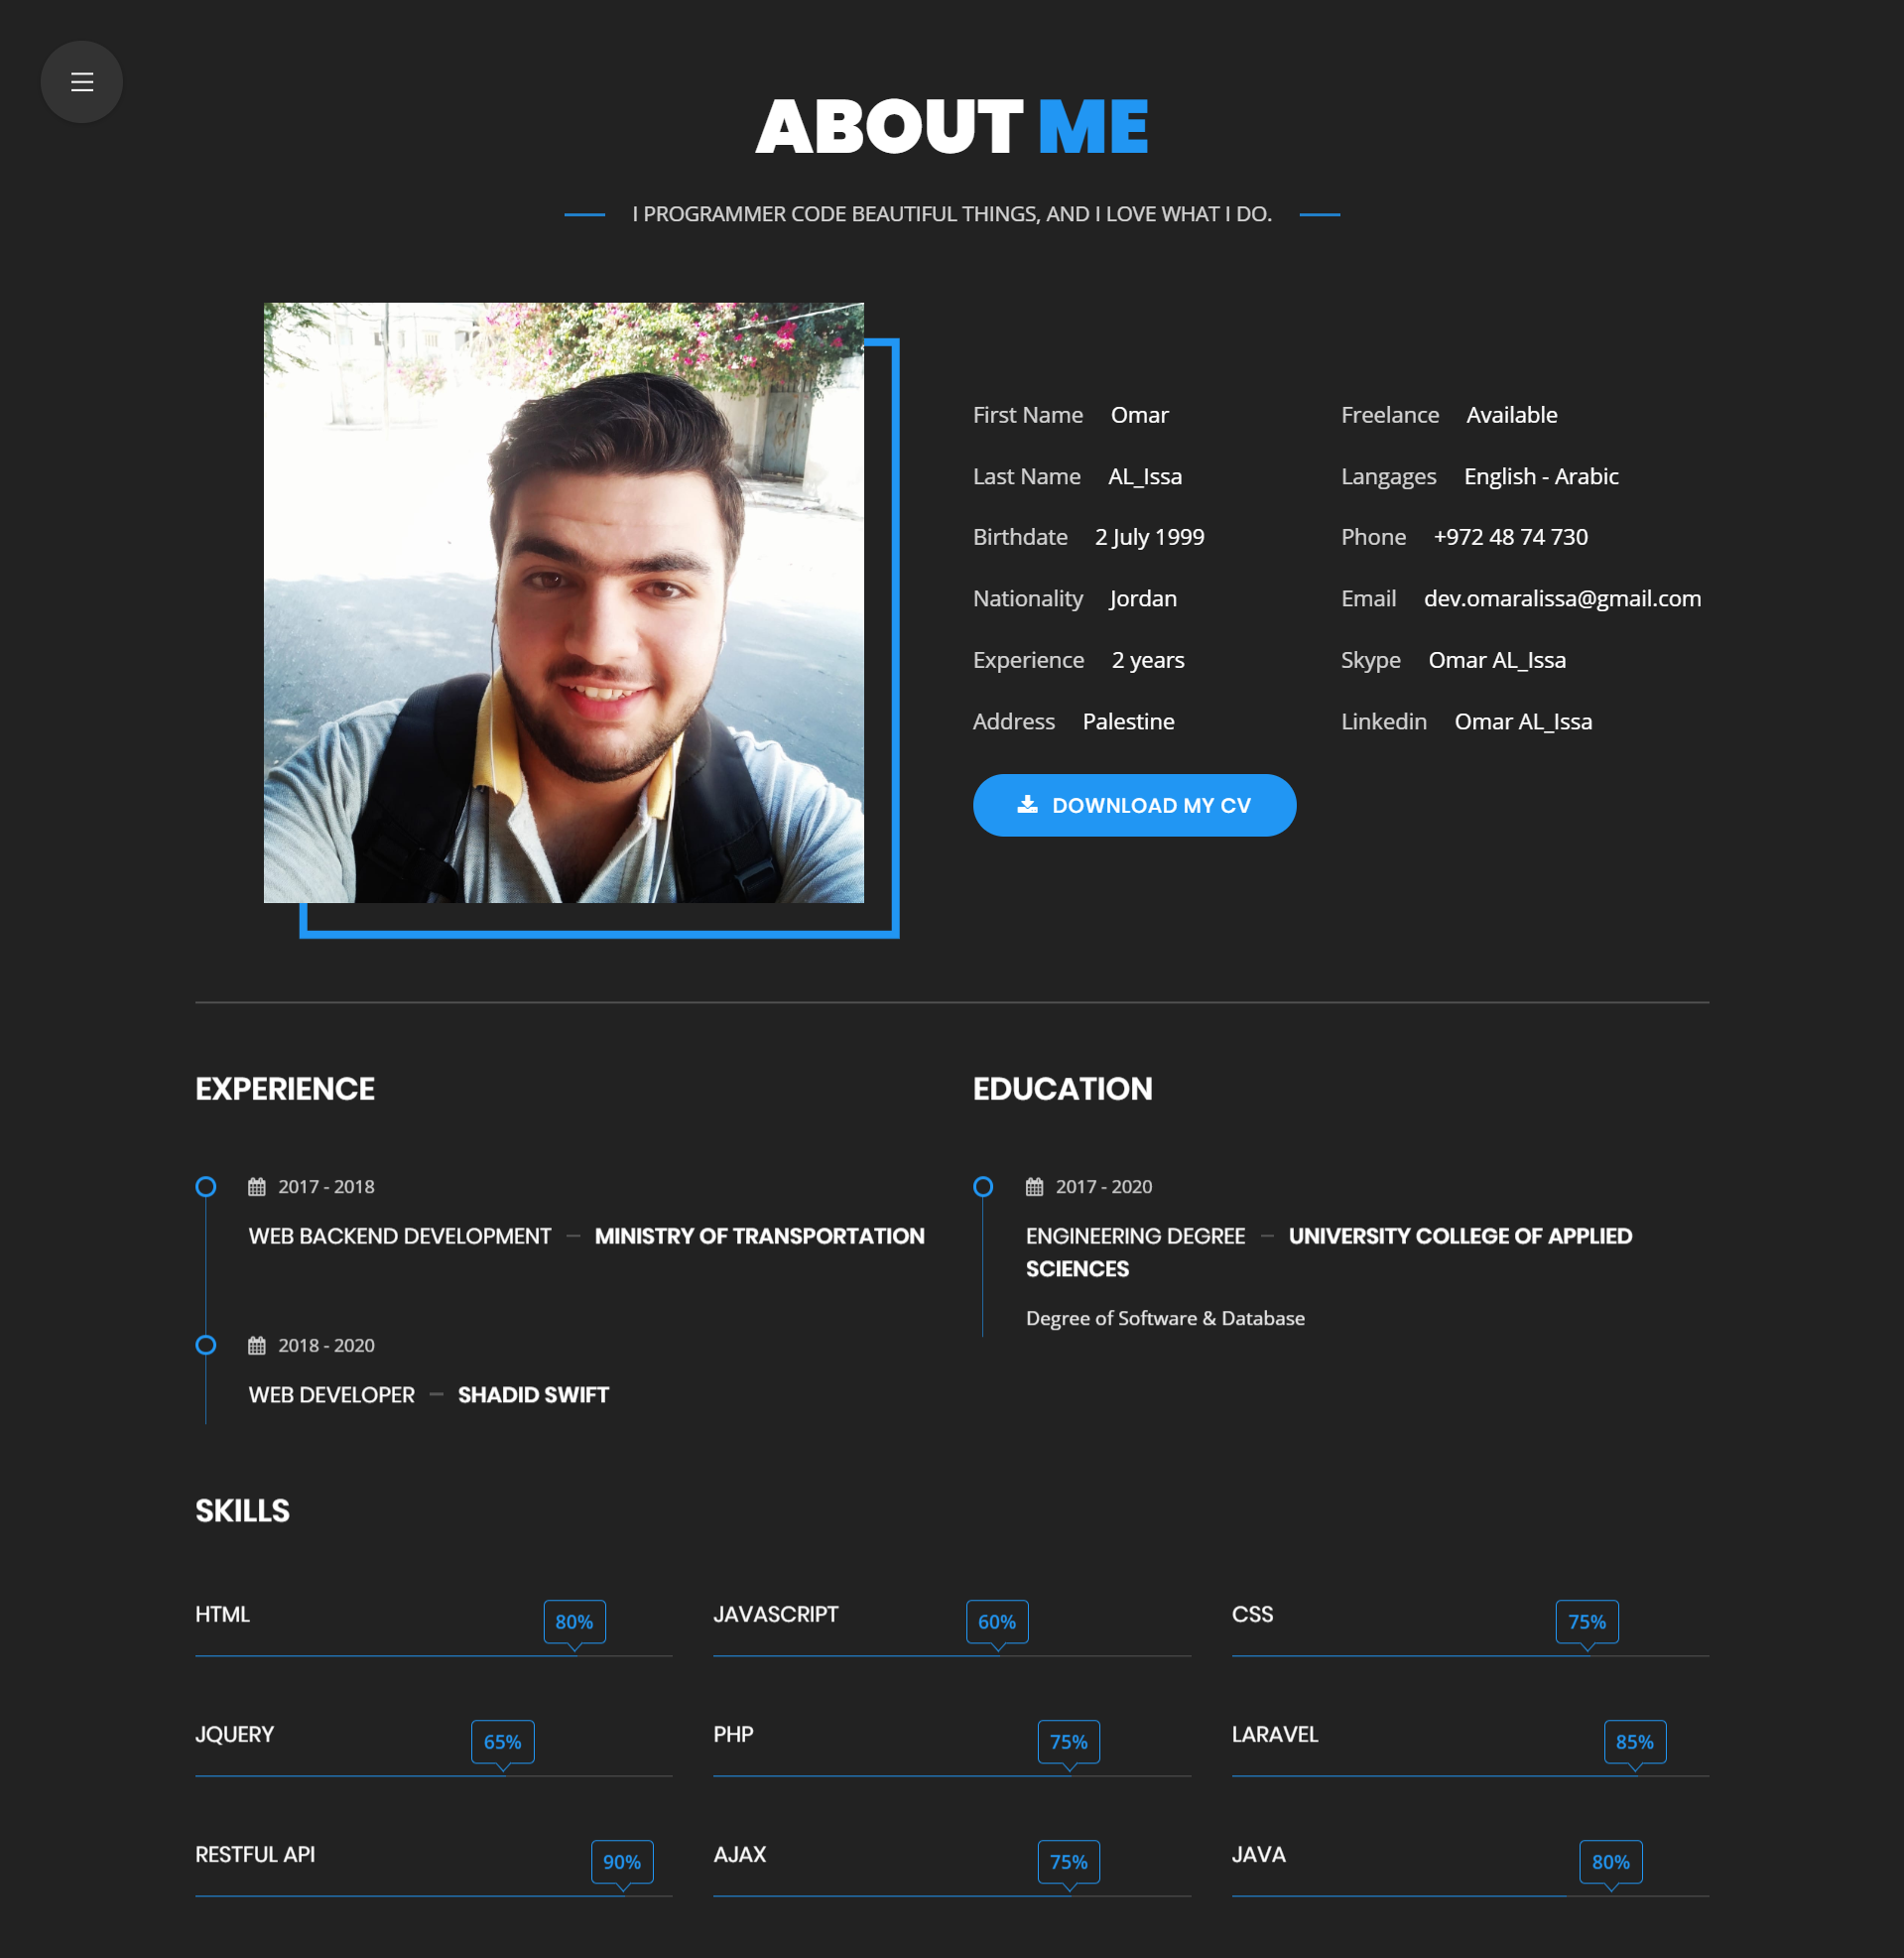 ABOUT ME
I PROGRAMMER CODE BEAUTIFUL THINGS, AND I LOVE WHAT I DO.
First Name Omar
Last Name AL_Issa
Birthdate 2 July 1999
Nationality Jordan
Experience 2 years
Address Palestine
Freelance Available
Langages English - Arabic
Phone +972 48 74 730
Email dev.omaralissa@gmail.com
Skype Omar AL_Issa
Linkedin Omar AL_Issa
DOWNLOAD MY CV
EXPERIENCE
2017 - 2018
WEB BACKEND DEVELOPMENT — MINISTRY OF TRANSPORTATION
2018 - 2020
WEB DEVELOPER — SHADID SWIFT
EDUCATION
2017 - 2020
ENGINEERING DEGREE — UNIVERSITY COLLEGE OF APPLIED
SCIENCES
Degree of Software & Database
SKILLS
HTML 80%
JAVASCRIPT 60%
CSS 75%
JQUERY 65%
PHP 75%
LARAVEL 85%
RESTFUL API 90%
AJAX 75%
JAVA 80%